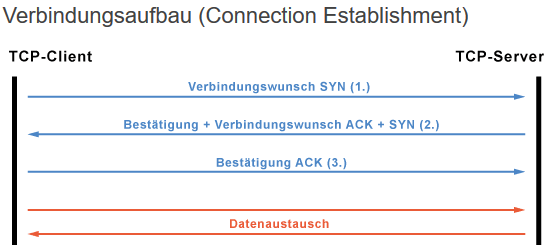 Verbindungsaufbau (Connection Establishment)
TCP-Client TCP-Server
Verbindungswunsch SYN (1.)
Bestätigung + Verbindungswunsch ACK + SYN (2.)
Bestätigung ACK (3.)
Datenaustausch